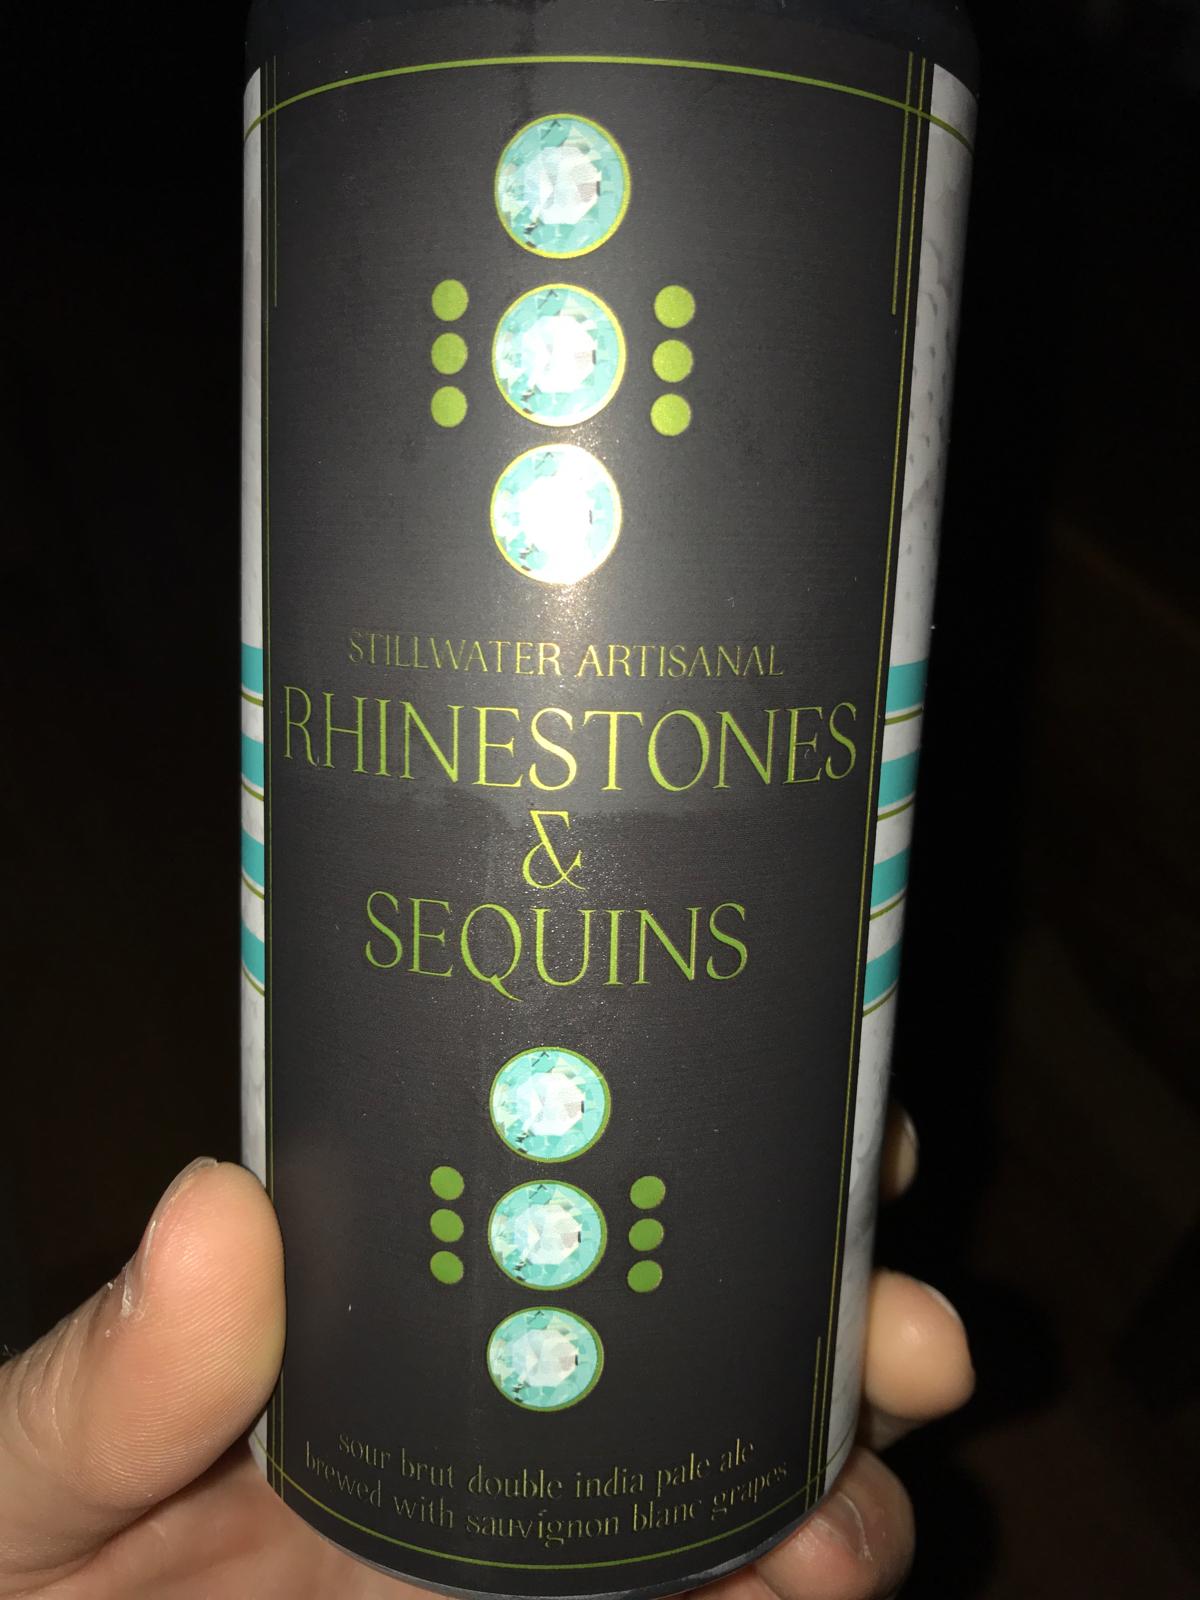 STILLWATER ARTISANAL
RHINESTONES
&
SEQUINS
sour brut double india pale ale
brewed with sauvignon blanc grapes